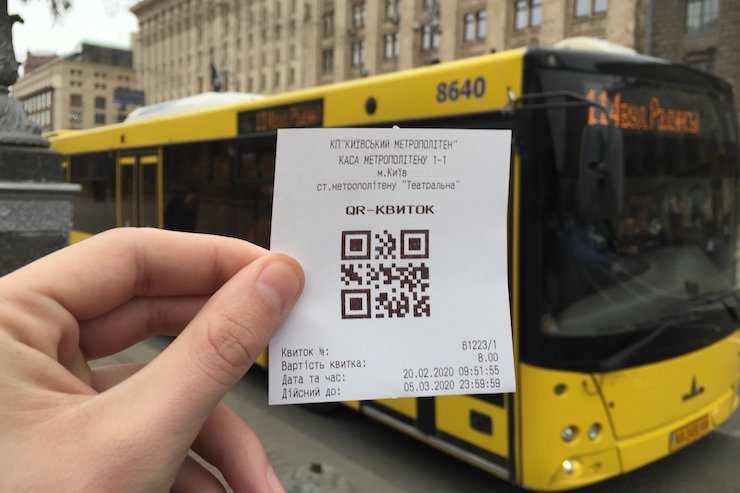 8640
КП"КИЇВСЬКИЙ МЕТРОПОЛІТЕН"
КАСА МЕТРОПОЛІТЕНУ 1-1
м.Київ
ст.метрополітену "Театральна"
QR-КВИТОК
Квиток №: 61223/1
Вартість квитка: 8.00
Дата та час: 20.02.2020 09:51:55
Дійсний до: 05.03.2020 23:59:59